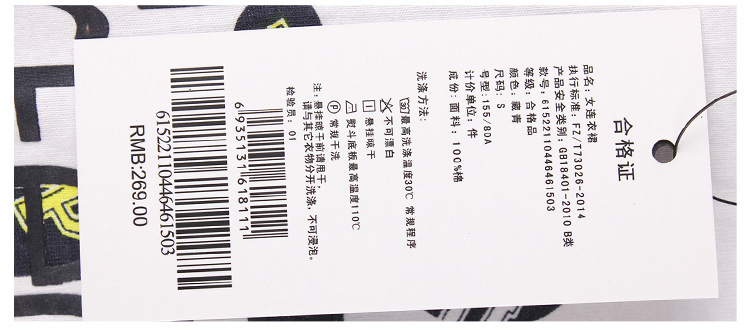 合格证
品名:女连衣裙
执行标准:FZ/T73026-2014
产品安全类别:GB18401-2010 B类
款号:61522110446461503
等级:合格品
颜色:藏青
尺码:S
号型:155/80A
计价单位:件
成份:面料:100%棉
洗涤方法:
30 最高洗涤温度30℃ 常规程序
不可漂白
悬挂晾干
熨斗底板最高温度110℃
P 常规干洗
注:悬挂晾干前请甩干;
请与其它衣物分开洗涤,不可浸泡。
检验员:01
6935131618111
61522110446461503
RMB:269.00